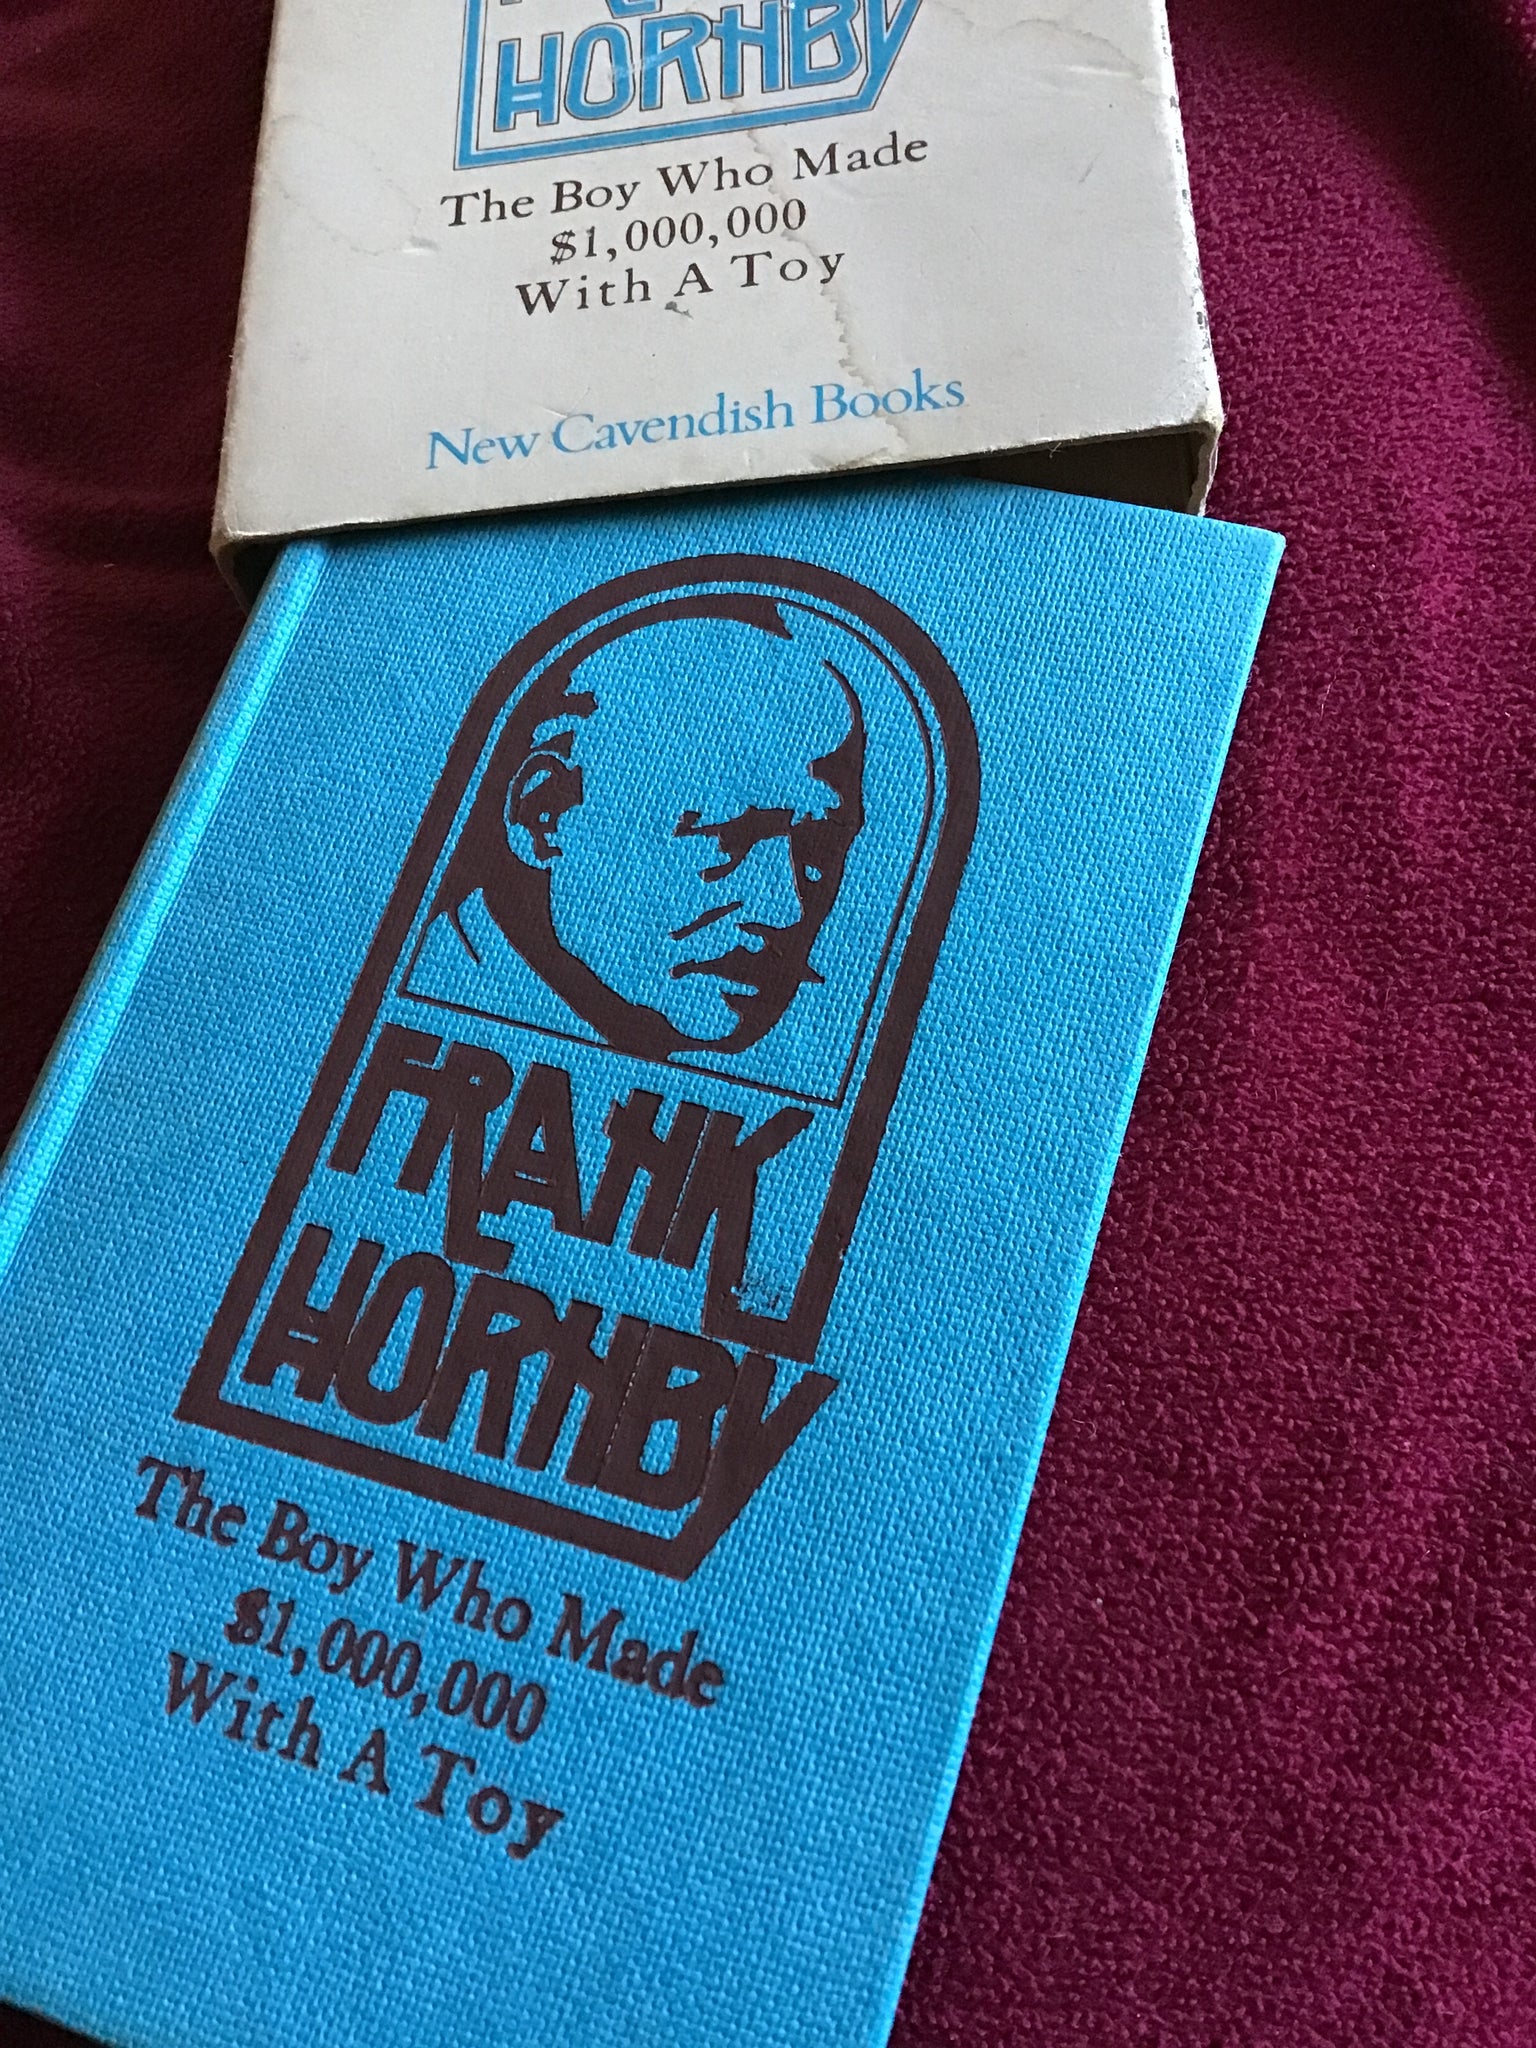 HORNBY
The Boy Who Made
$1,000,000
With A Toy
New Cavendish Books
FRANK
HORNBY
The Boy Who Made
$1,000,000
With A Toy